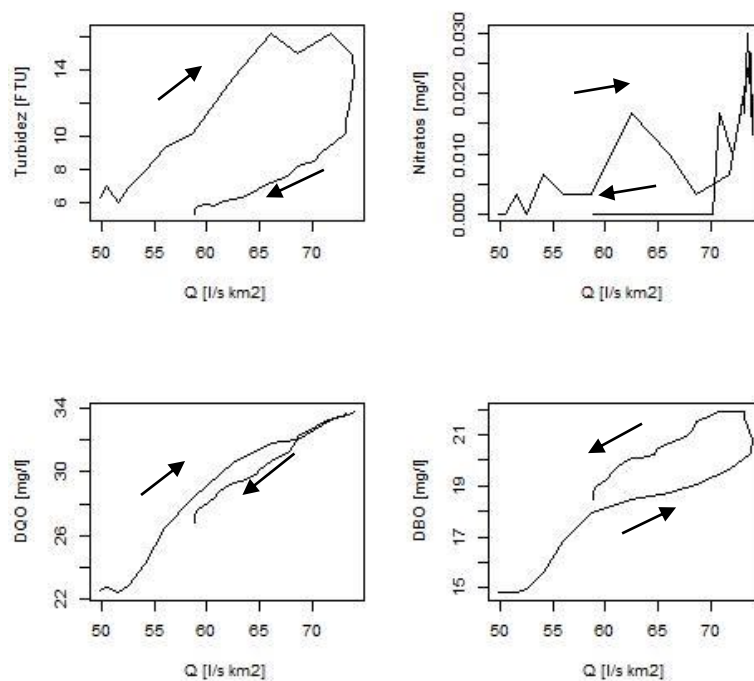 Turbidez [FTU]
14
10
8
6
50 55 60 65 70
Q [l/s km2]
Nitratos [mg/l]
0.030
0.020
0.010
0.000
50 55 60 65 70
Q [l/s km2]
DQO [mg/l]
34
30
26
22
50 55 60 65 70
Q [l/s km2]
DBO [mg/l]
21
19
17
15
50 55 60 65 70
Q [l/s km2]